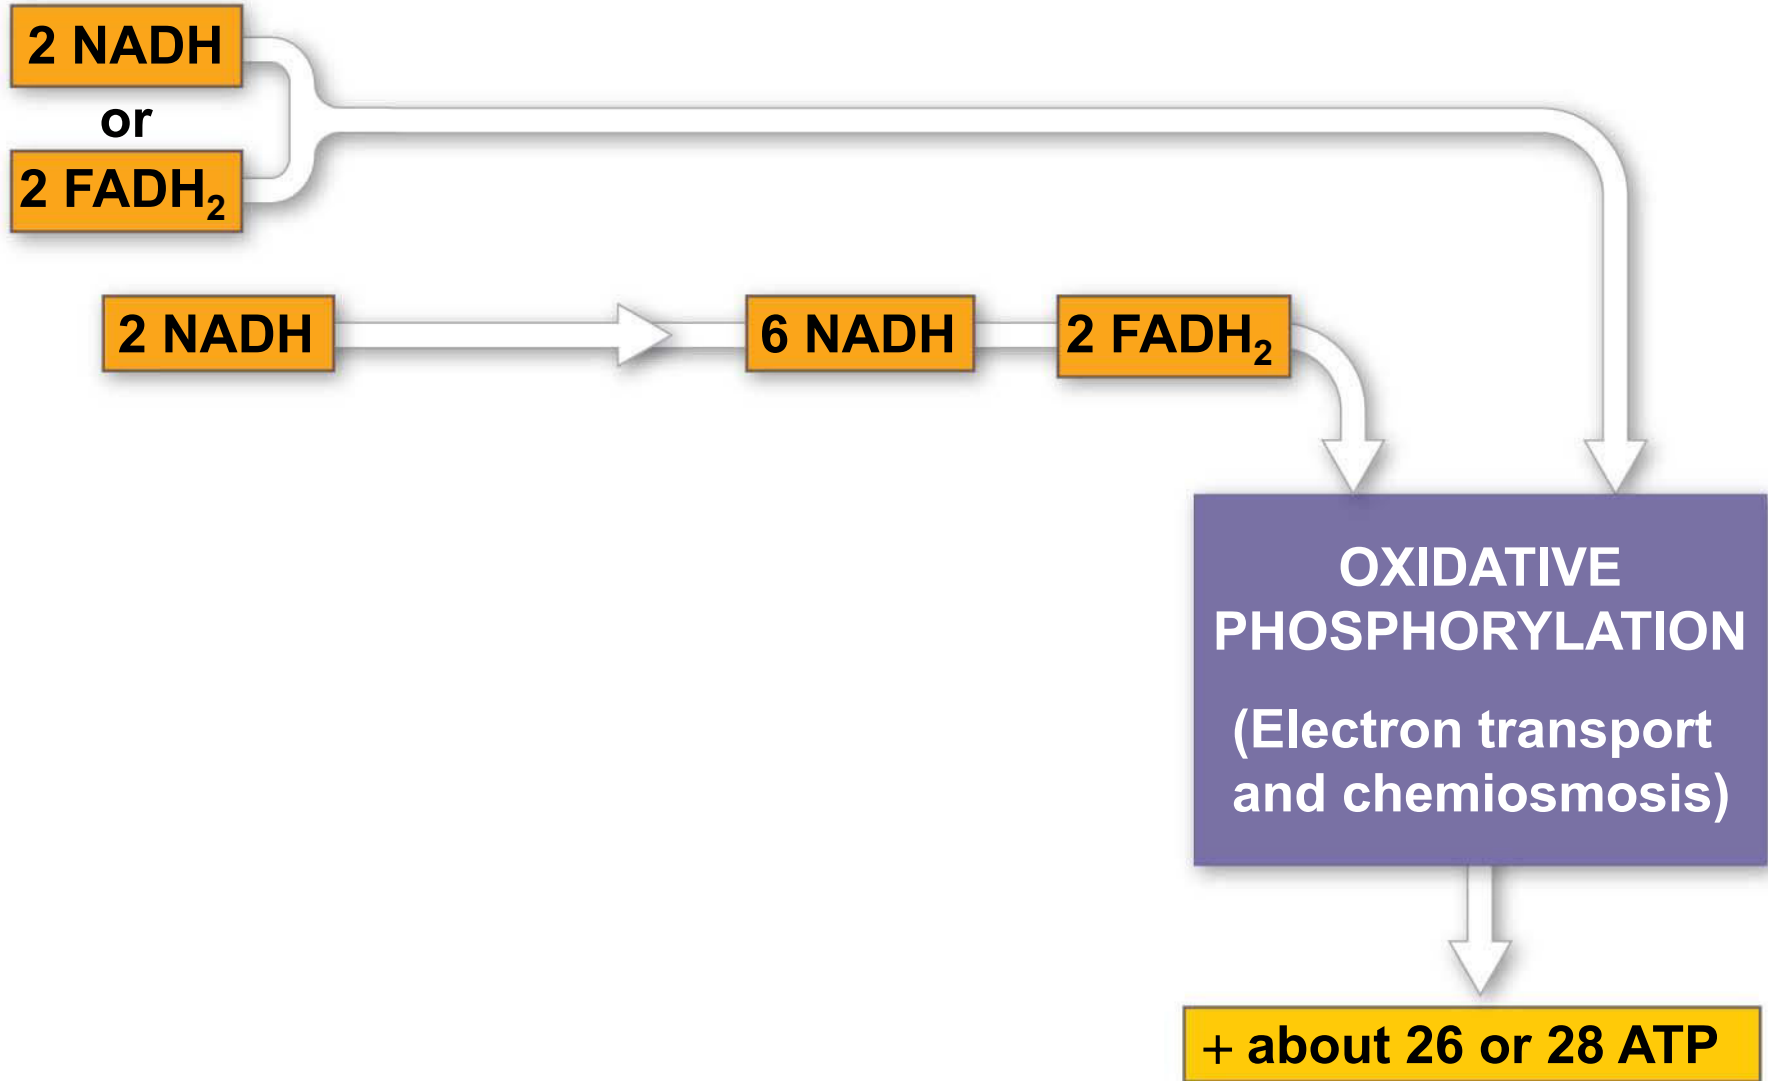 2 NADH
or
2 FADH₂
2 NADH
6 NADH
2 FADH₂
OXIDATIVE
PHOSPHORYLATION
(Electron transport
and chemiosmosis)
+ about 26 or 28 ATP